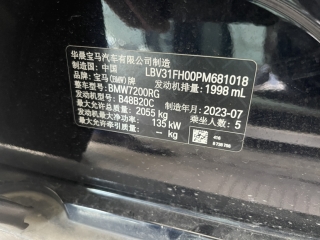 华晨宝马汽车有限公司制造
制造国: 中国 LBV31FH00PM681018
品牌: 宝马(BMW)牌 发动机排量: 1998 mL
整车型号: BMW7200RG
发动机型号: B48B20C 制造年月: 2023-07
最大允许总质量: 2055 kg 乘坐人数: 5
发动机最大净功率: 135 kW
最大允许牵引质量: - kg